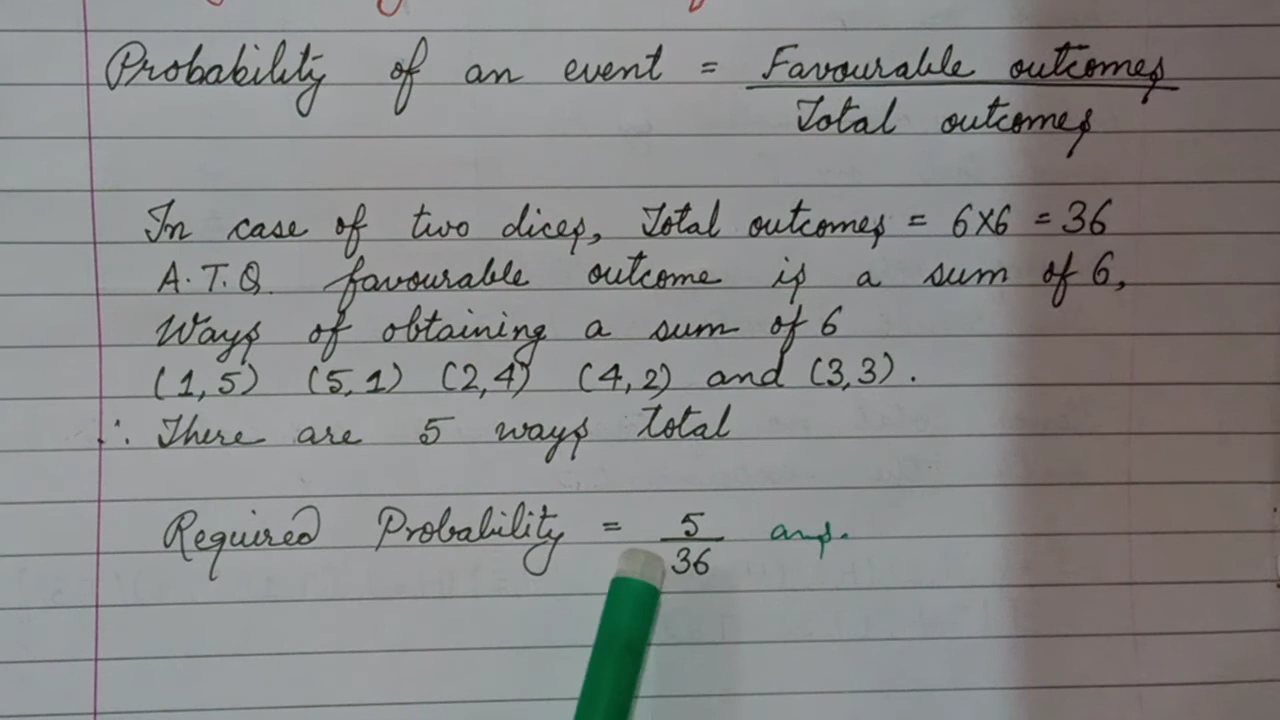 Probability of an event = Favourable outcomes
Total outcomes
In case of two dices, Total outcomes = 6×6 = 36
A.T.Q. favourable outcome is a sum of 6,
Ways of obtaining a sum of 6
(1,5) (5,1) (2,4) (4,2) and (3,3).
∴ There are 5 ways total
Required Probability = 5/36 ans.